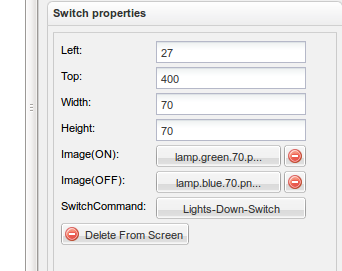 Switch properties
Left: 27
Top: 400
Width: 70
Height: 70
Image(ON): lamp.green.70.p...
Image(OFF): lamp.blue.70.pn...
SwitchCommand: Lights-Down-Switch
Delete From Screen